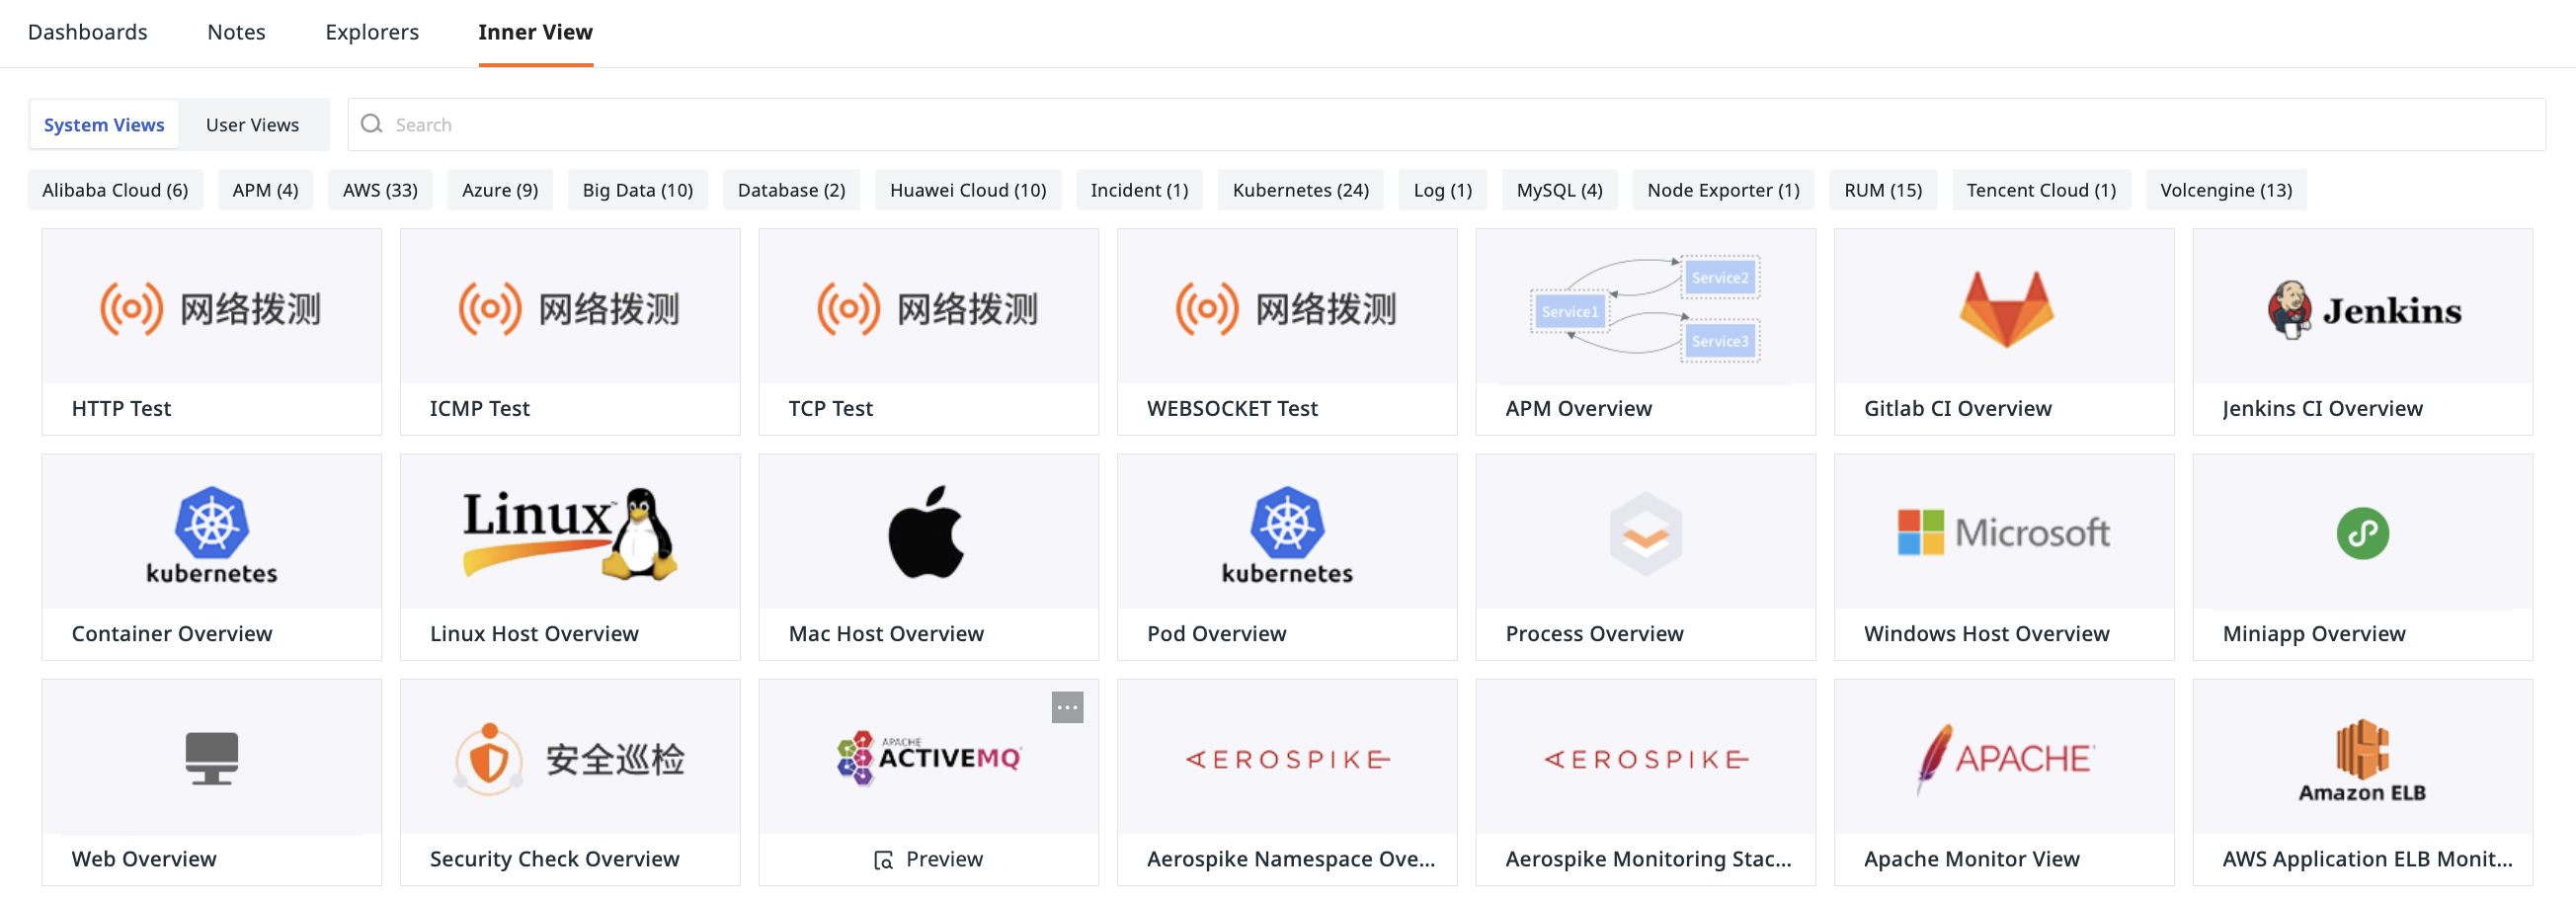 Dashboards Notes Explorers Inner View
System Views User Views Search
Alibaba Cloud (6) APM (4) AWS (33) Azure (9) Big Data (10) Database (2) Huawei Cloud (10) Incident (1) Kubernetes (24) Log (1) MySQL (4) Node Exporter (1) RUM (15) Tencent Cloud (1) Volcengine (13)
网络拨测
HTTP Test
网络拨测
ICMP Test
网络拨测
TCP Test
网络拨测
WEBSOCKET Test
Service1
Service2
Service3
APM Overview
Gitlab CI Overview
Jenkins
Jenkins CI Overview
kubernetes
Container Overview
Linux™
Linux Host Overview
Mac Host Overview
kubernetes
Pod Overview
Process Overview
Microsoft
Windows Host Overview
Miniapp Overview
Web Overview
安全巡检
Security Check Overview
APACHE
ACTIVEMQ
Preview
AEROSPIKE
Aerospike Namespace Ove...
AEROSPIKE
Aerospike Monitoring Stac...
APACHE
Apache Monitor View
Amazon ELB
AWS Application ELB Monit...